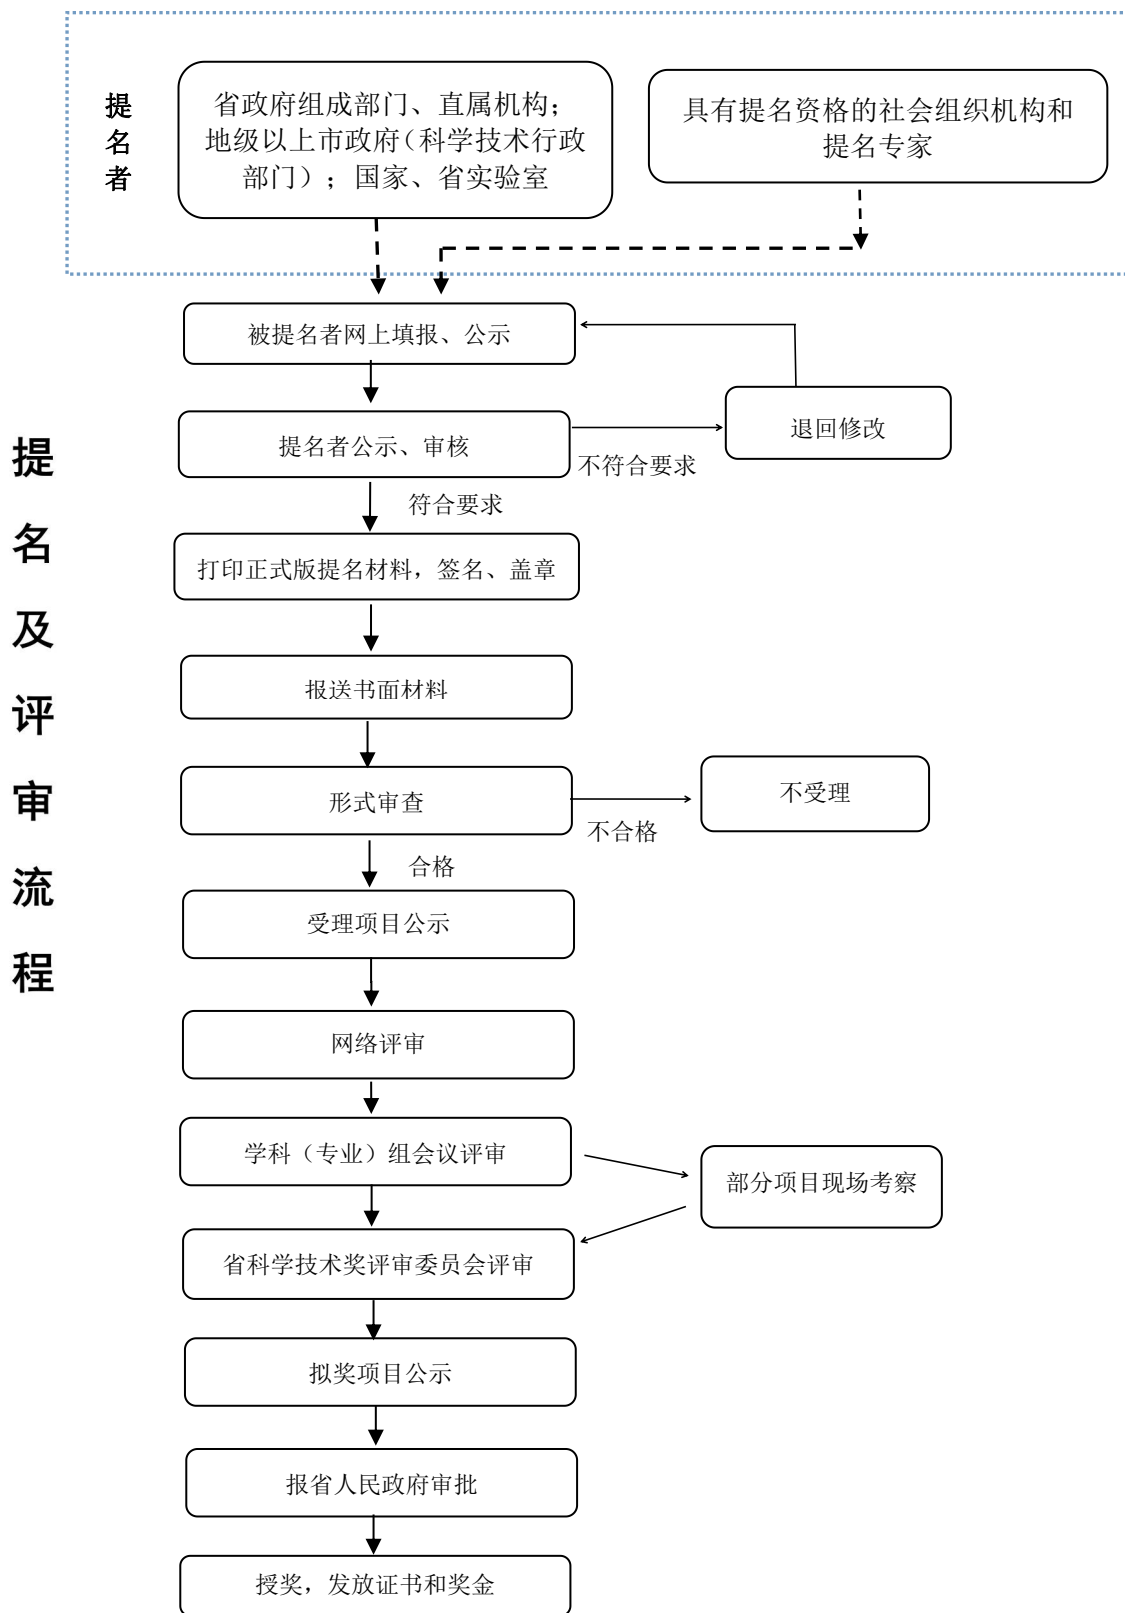 提名者
省政府组成部门、直属机构；
地级以上市政府（科学技术行政
部门）；国家、省实验室
具有提名资格的社会组织机构和
提名专家
提名及评审流程
被提名者网上填报、公示
提名者公示、审核
不符合要求
退回修改
符合要求
打印正式版提名材料，签名、盖章
报送书面材料
形式审查
不合格
不受理
合格
受理项目公示
网络评审
学科（专业）组会议评审
部分项目现场考察
省科学技术奖评审委员会评审
拟奖项目公示
报省人民政府审批
授奖，发放证书和奖金